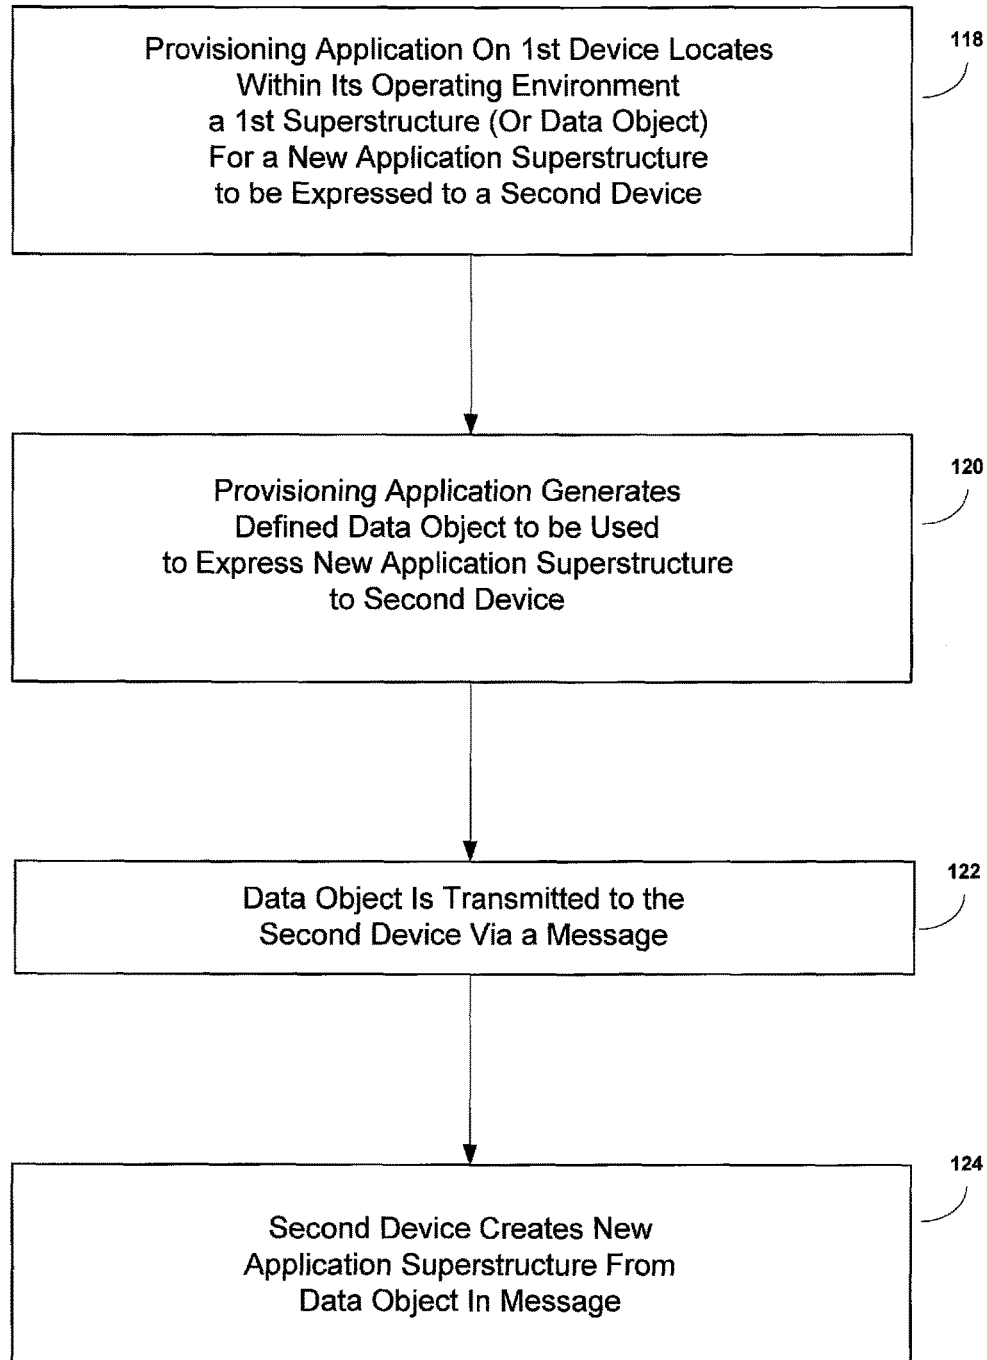 Provisioning Application On 1st Device Locates
Within Its Operating Environment
a 1st Superstructure (Or Data Object)
For a New Application Superstructure
to be Expressed to a Second Device
118
Provisioning Application Generates
Defined Data Object to be Used
to Express New Application Superstructure
to Second Device
120
Data Object Is Transmitted to the
Second Device Via a Message
122
Second Device Creates New
Application Superstructure From
Data Object In Message
124